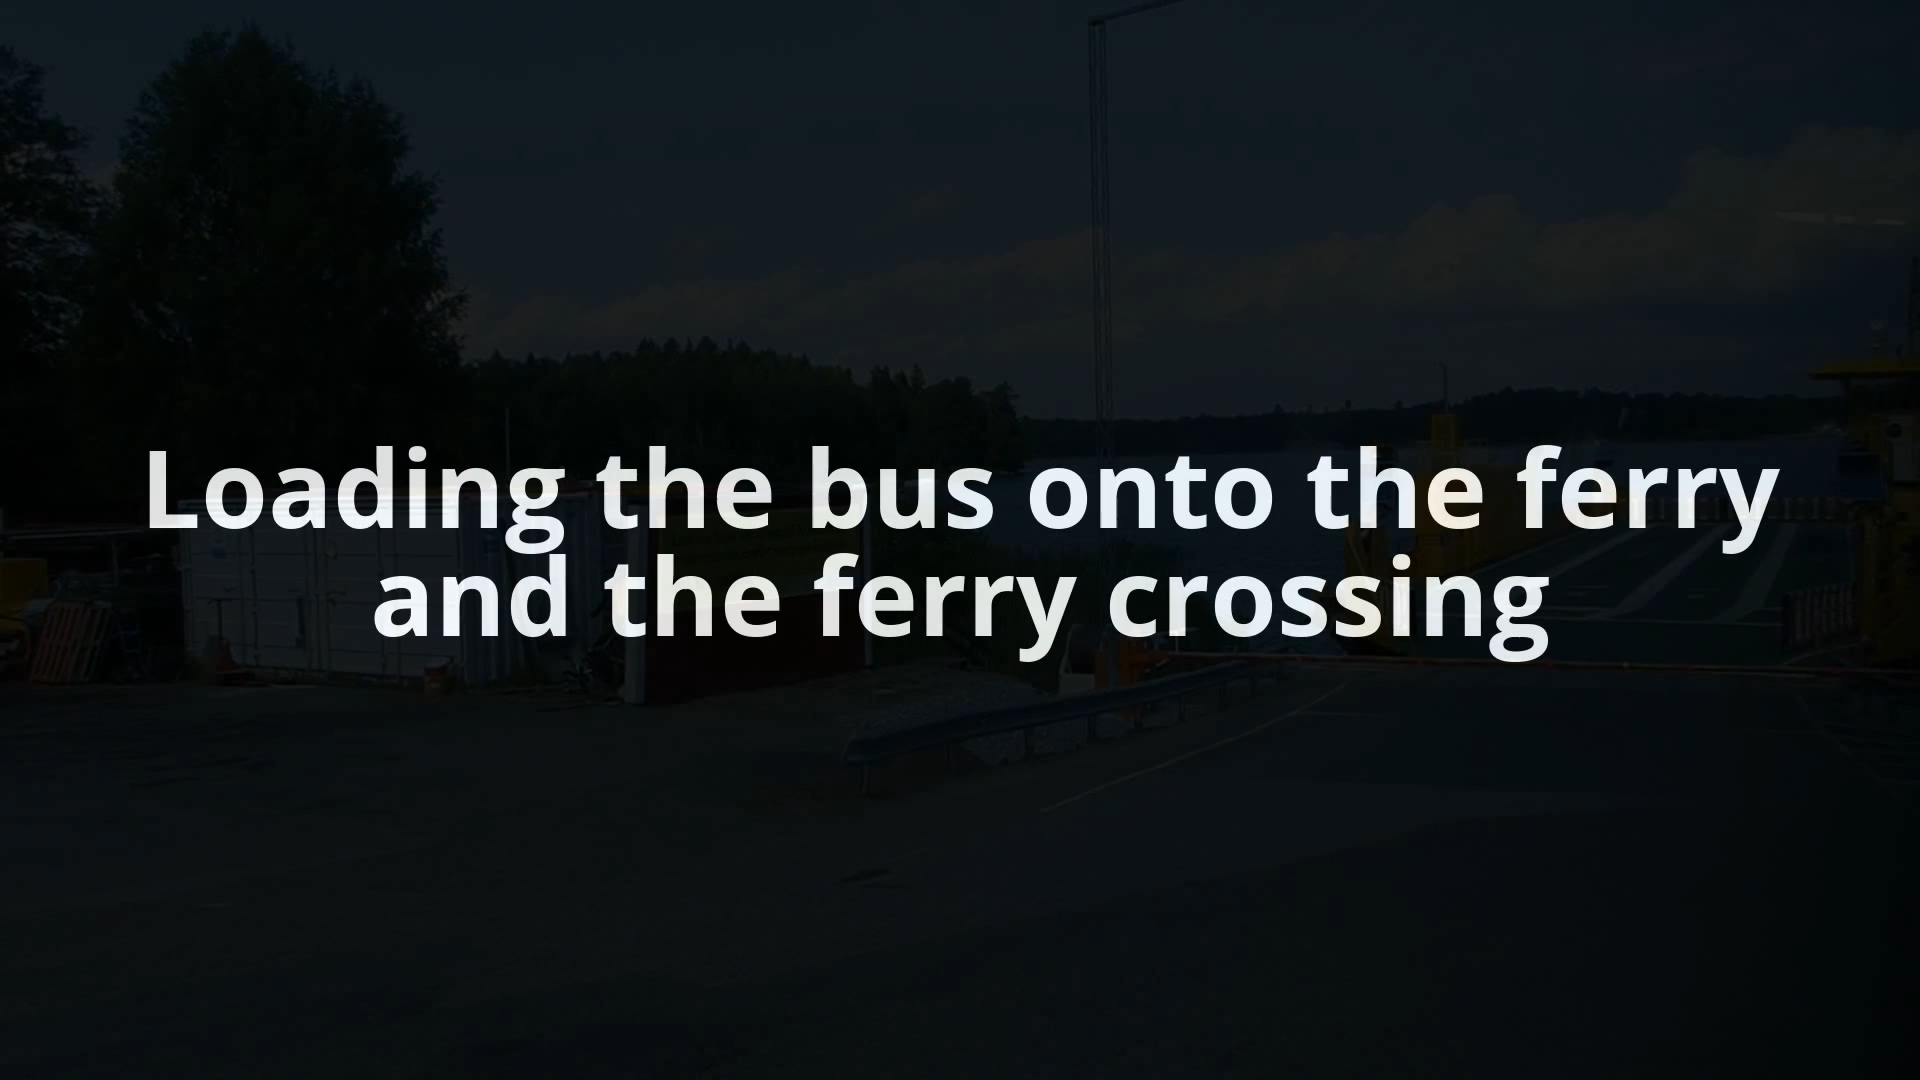 Loading the bus onto the ferry
and the ferry crossing